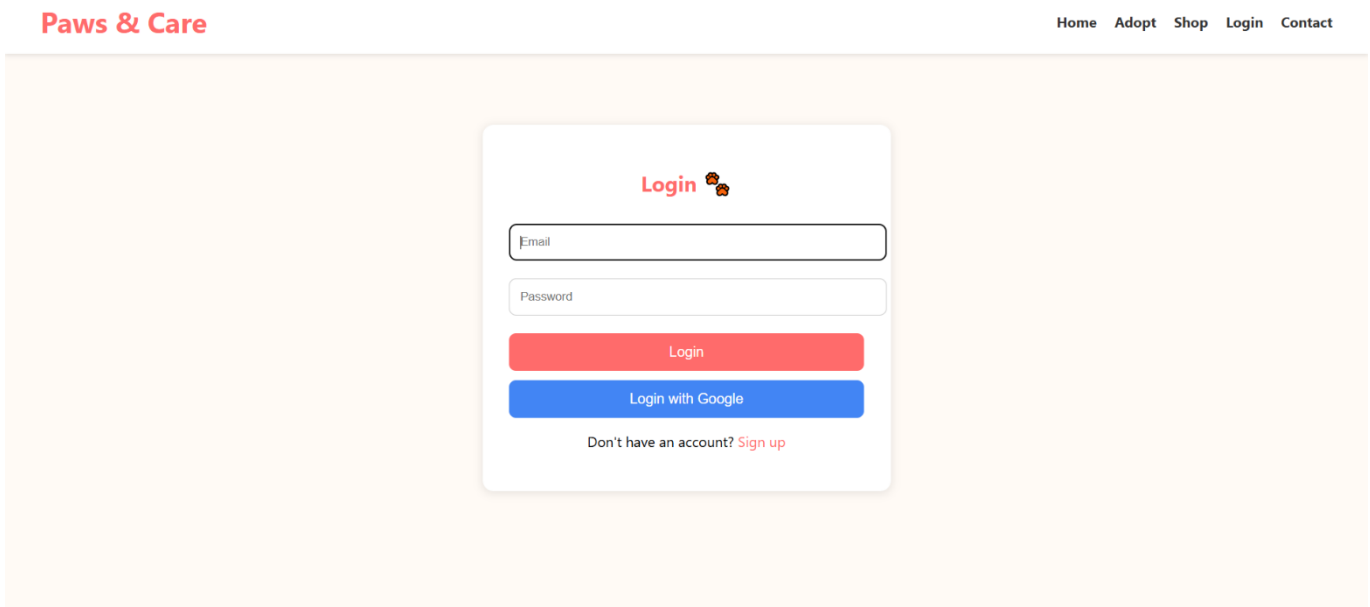 Paws & Care
Home Adopt Shop Login Contact
Login
Email
Password
Login
Login with Google
Don't have an account? Sign up